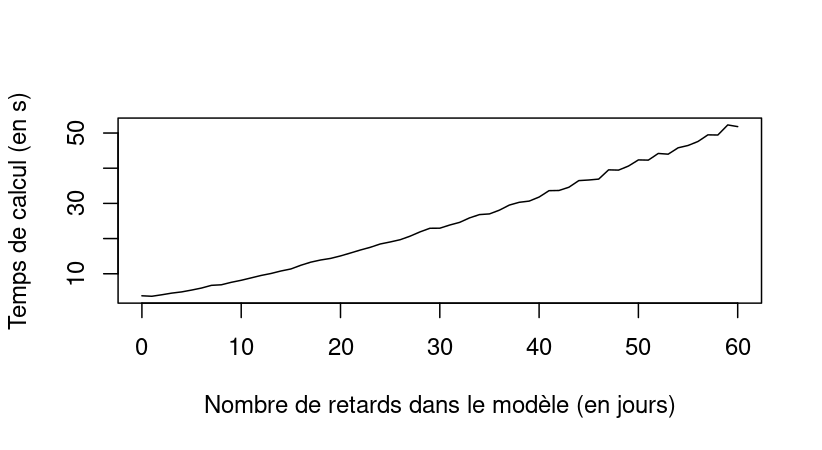 Temps de calcul (en s)
50
30
10
0 10 20 30 40 50 60
Nombre de retards dans le modèle (en jours)